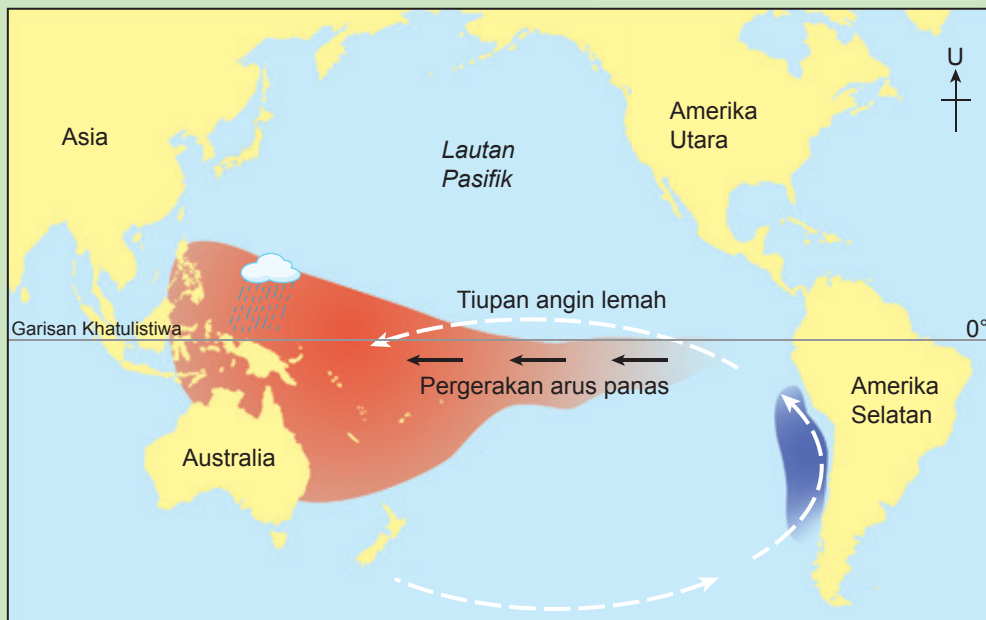 U
Asia
Amerika
Utara
Lautan
Pasifik
Tiupan angin lemah
Garisan Khatulistiwa
0°
Pergerakan arus panas
Amerika
Selatan
Australia